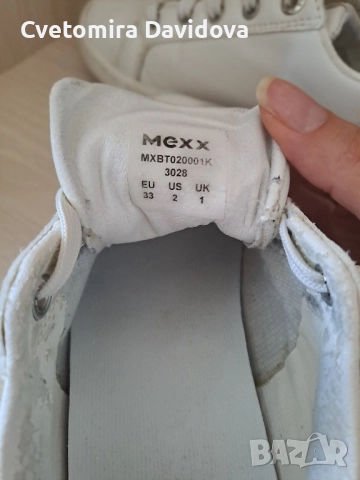 Cvetomira Davidova
MEXX
MXBT020001K
3028
EU US UK
33 2 1
BAZAR